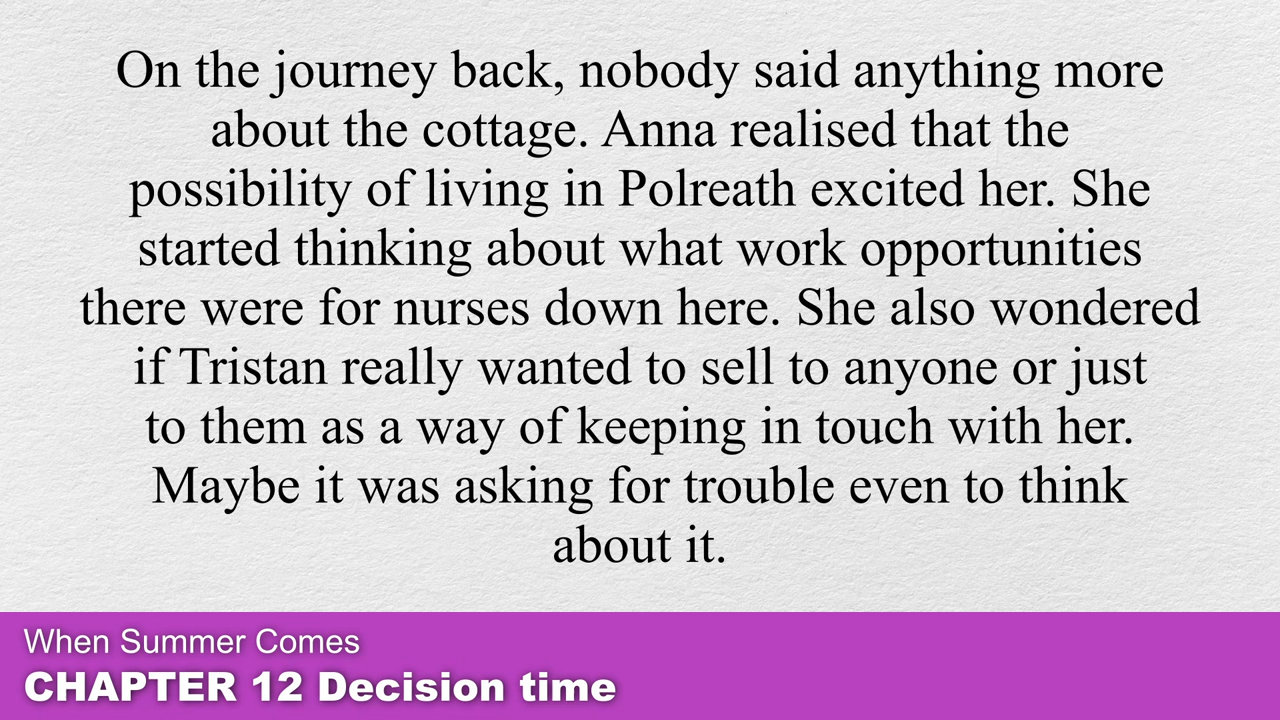 On the journey back, nobody said anything more
about the cottage. Anna realised that the
possibility of living in Polreath excited her. She
started thinking about what work opportunities
there were for nurses down here. She also wondered
if Tristan really wanted to sell to anyone or just
to them as a way of keeping in touch with her.
Maybe it was asking for trouble even to think
about it.
When Summer Comes
CHAPTER 12 Decision time